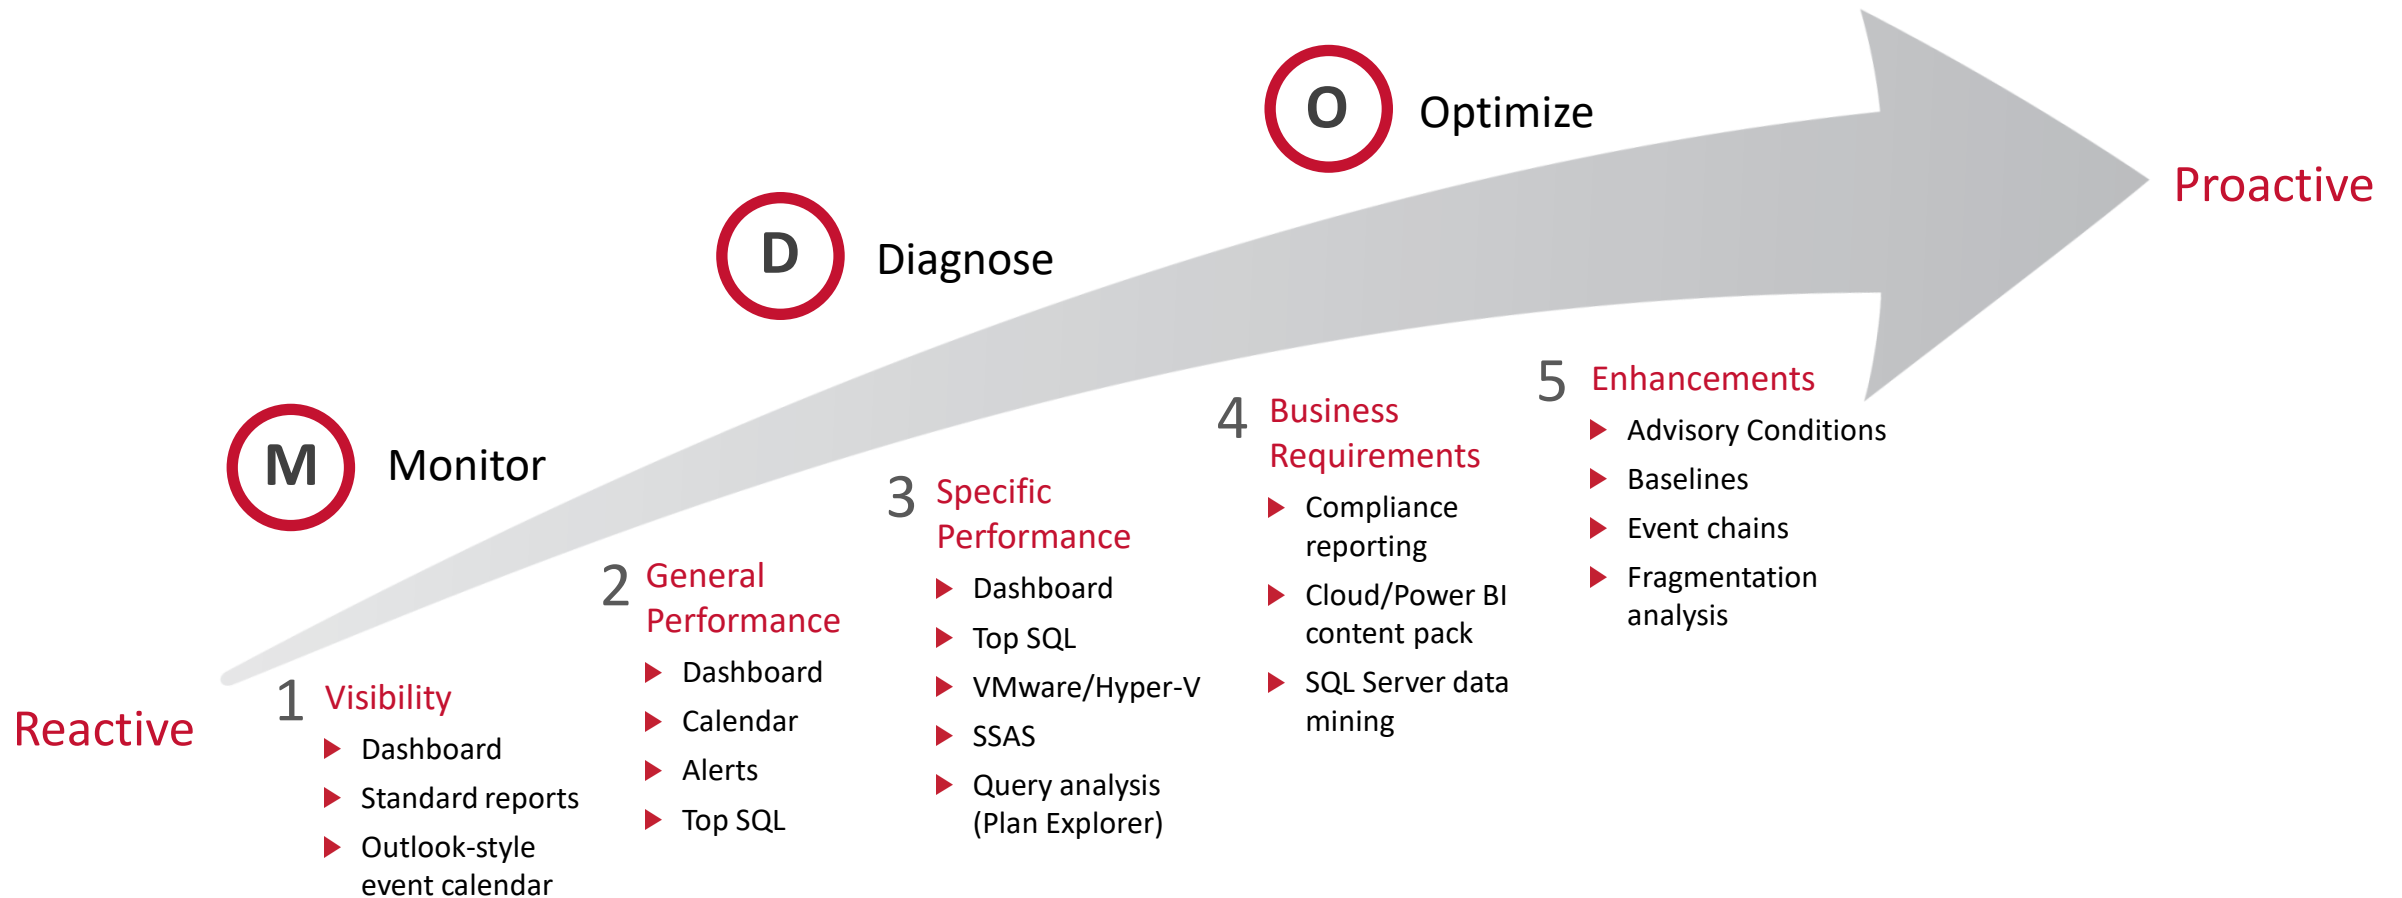 O
Optimize
Proactive
D
Diagnose
M
Monitor
Reactive
1
Visibility
Dashboard
Standard reports
Outlook-style
event calendar
2
General
Performance
Dashboard
Calendar
Alerts
Top SQL
3
Specific
Performance
Dashboard
Top SQL
VMware/Hyper-V
SSAS
Query analysis
(Plan Explorer)
4
Business
Requirements
Compliance
reporting
Cloud/Power BI
content pack
SQL Server data
mining
5
Enhancements
Advisory Conditions
Baselines
Event chains
Fragmentation
analysis